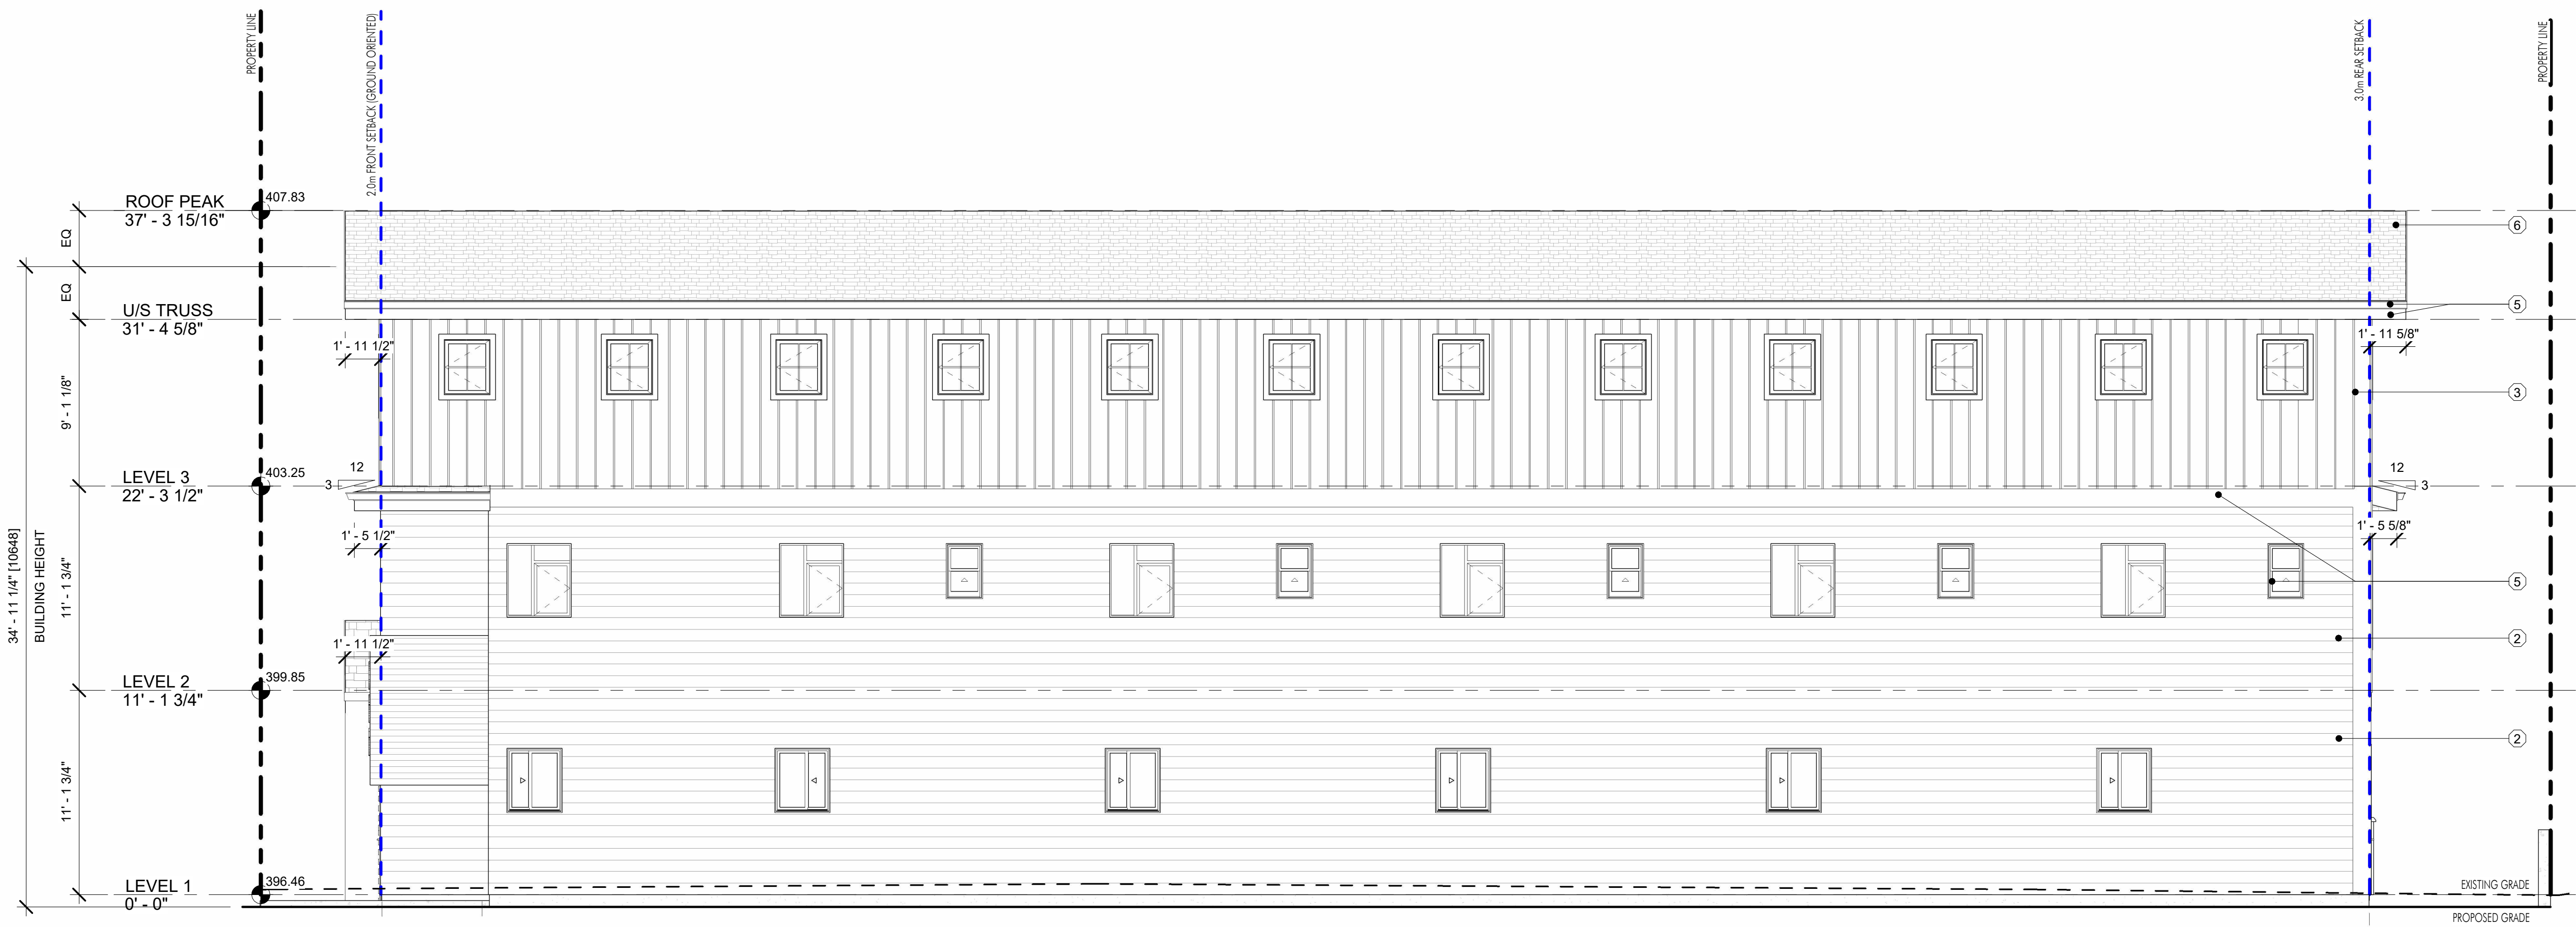 PROPERTY LINE
2.0m FRONT SETBACK (GROUND ORIENTED)
3.0m REAR SETBACK
PROPERTY LINE
ROOF PEAK
37' - 3 15/16"
407.83
6
EQ
EQ
5
U/S TRUSS
31' - 4 5/8"
1' - 11 1/2"
1' - 11 5/8"
9' - 1 1/8"
3
LEVEL 3
22' - 3 1/2"
403.25
12
3
12
3
1' - 5 1/2"
1' - 5 5/8"
34' - 11 1/4" [10648]
BUILDING HEIGHT
11' - 1 3/4"
5
2
1' - 11 1/2"
LEVEL 2
11' - 1 3/4"
399.85
2
11' - 1 3/4"
LEVEL 1
0' - 0"
396.46
EXISTING GRADE
PROPOSED GRADE